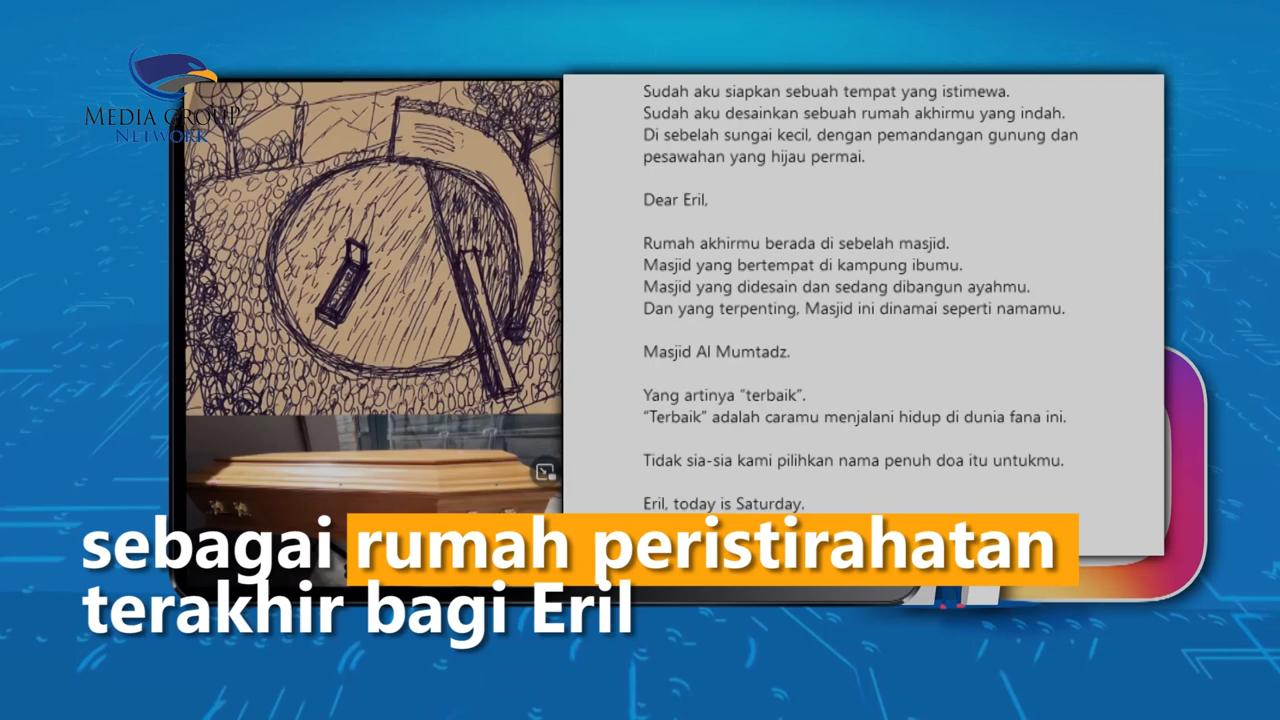 MEDIA GROUP
NETWORK
Sudah aku siapkan sebuah tempat yang istimewa.
Sudah aku desainkan sebuah rumah akhirmu yang indah.
Di sebelah sungai kecil, dengan pemandangan gunung dan
pesawahan yang hijau permai.
Dear Eril,
Rumah akhirmu berada di sebelah masjid.
Masjid yang bertempat di kampung ibumu.
Masjid yang didesain dan sedang dibangun ayahmu.
Dan yang terpenting, Masjid ini dinamai seperti namamu.
Masjid Al Mumtadz.
Yang artinya “terbaik”.
“Terbaik” adalah caramu menjalani hidup di dunia fana ini.
Tidak sia-sia kami pilihkan nama penuh doa itu untukmu.
Eril, today is Saturday.
sebagai rumah peristirahatan
terakhir bagi Eril